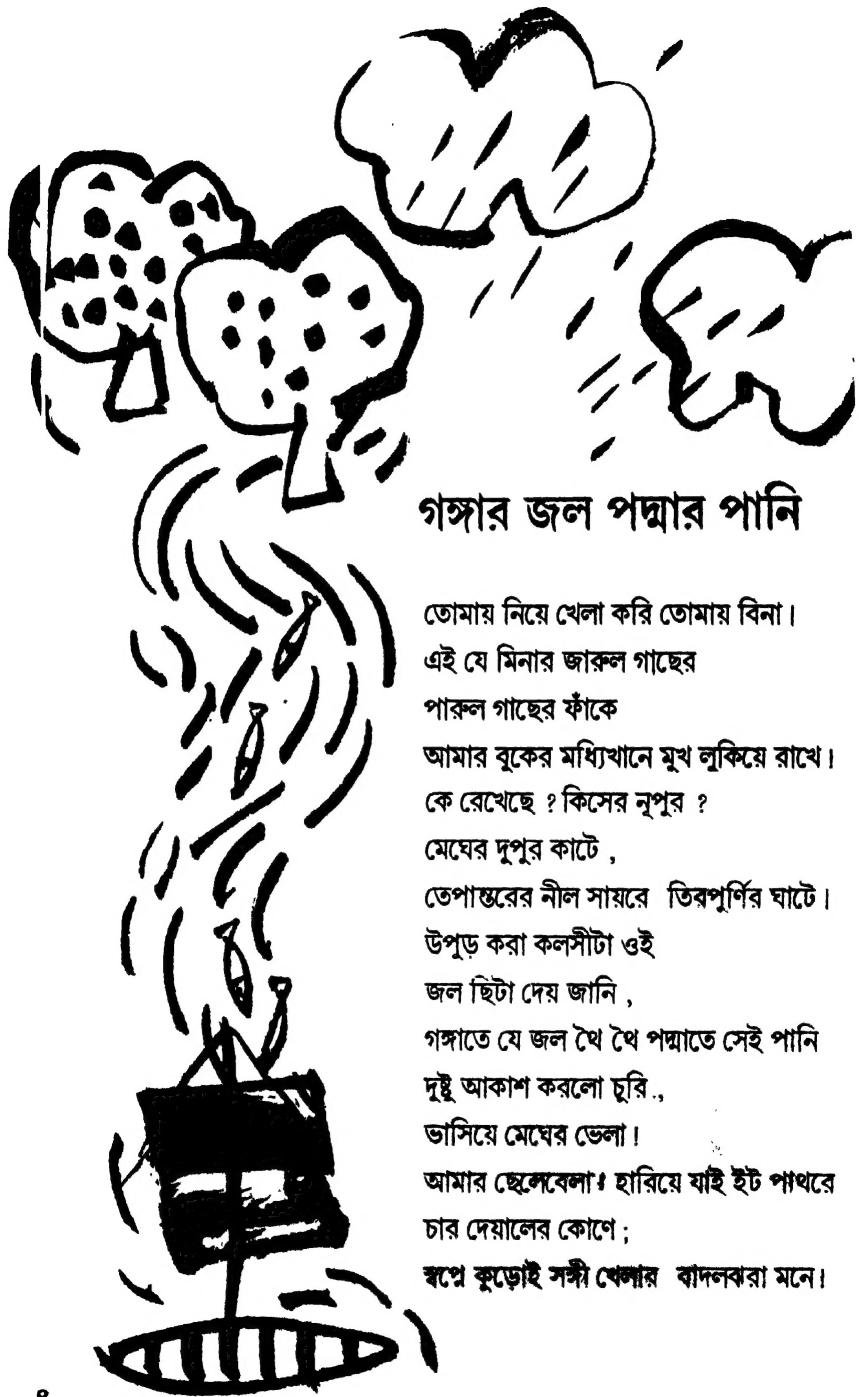 গঙ্গার জল পদ্মার পানি
তোমায় নিয়ে খেলা করি তোমায় বিনা।
এই যে মিনার জারুল গাছের
পারুল গাছের ফাঁকে
আমার বুকের মধ্যিখানে মুখ লুকিয়ে রাখে।
কে রেখেছে ? কিসের নূপুর ?
মেঘের দুপুর কাটে ,
তেপান্তরের নীল সায়রে তিরপুর্ণির ঘাটে।
উপুড় করা কলসীটা ওই
জল ছিটা দেয় জানি ,
গঙ্গাতে যে জল থৈ থৈ পদ্মাতে সেই পানি
দুষ্টু আকাশ করলো চুরি .,
ভাসিয়ে মেঘের ভেলা!
আমার ছেলেবেলা! হারিয়ে যাই ইট পাথরে
চার দেয়ালের কোণে ;
স্বপ্নে কুড়োই সঙ্গী খেলার বাদলঝরা মনে।